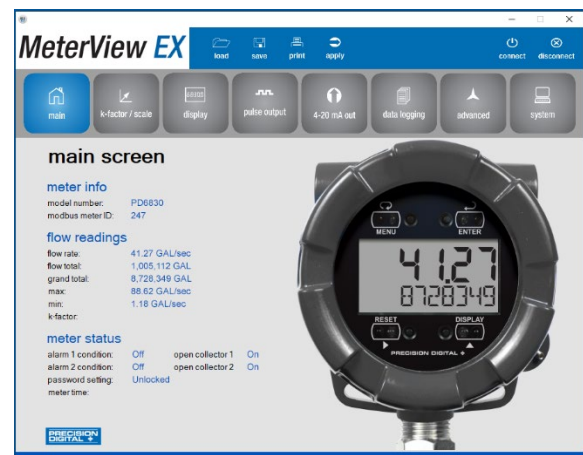 MeterView EX
load save print apply connect disconnect
main k-factor / scale display pulse output 4-20 mA out data logging advanced system
main screen
meter info
model number: PD6830
modbus meter ID: 247
flow readings
flow rate: 41.27 GAL/sec
flow total: 1,005,112 GAL
grand total: 8,728,349 GAL
max: 88.62 GAL/sec
min: 1.18 GAL/sec
k-factor:
meter status
alarm 1 condition: Off open collector 1 On
alarm 2 condition: Off open collector 2 On
password setting: Unlocked
meter time:
PRECISION
DIGITAL +
MENU ENTER
41.27
8728349
RESET DISPLAY
PRECISION DIGITAL +